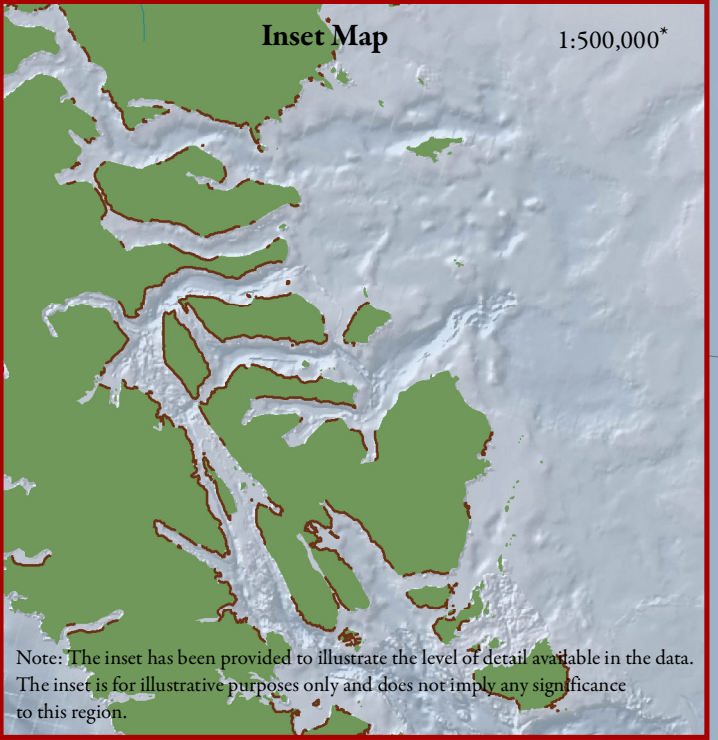 Inset Map
1:500,000*
Note: The inset has been provided to illustrate the level of detail available in the data.
The inset is for illustrative purposes only and does not imply any significance
to this region.